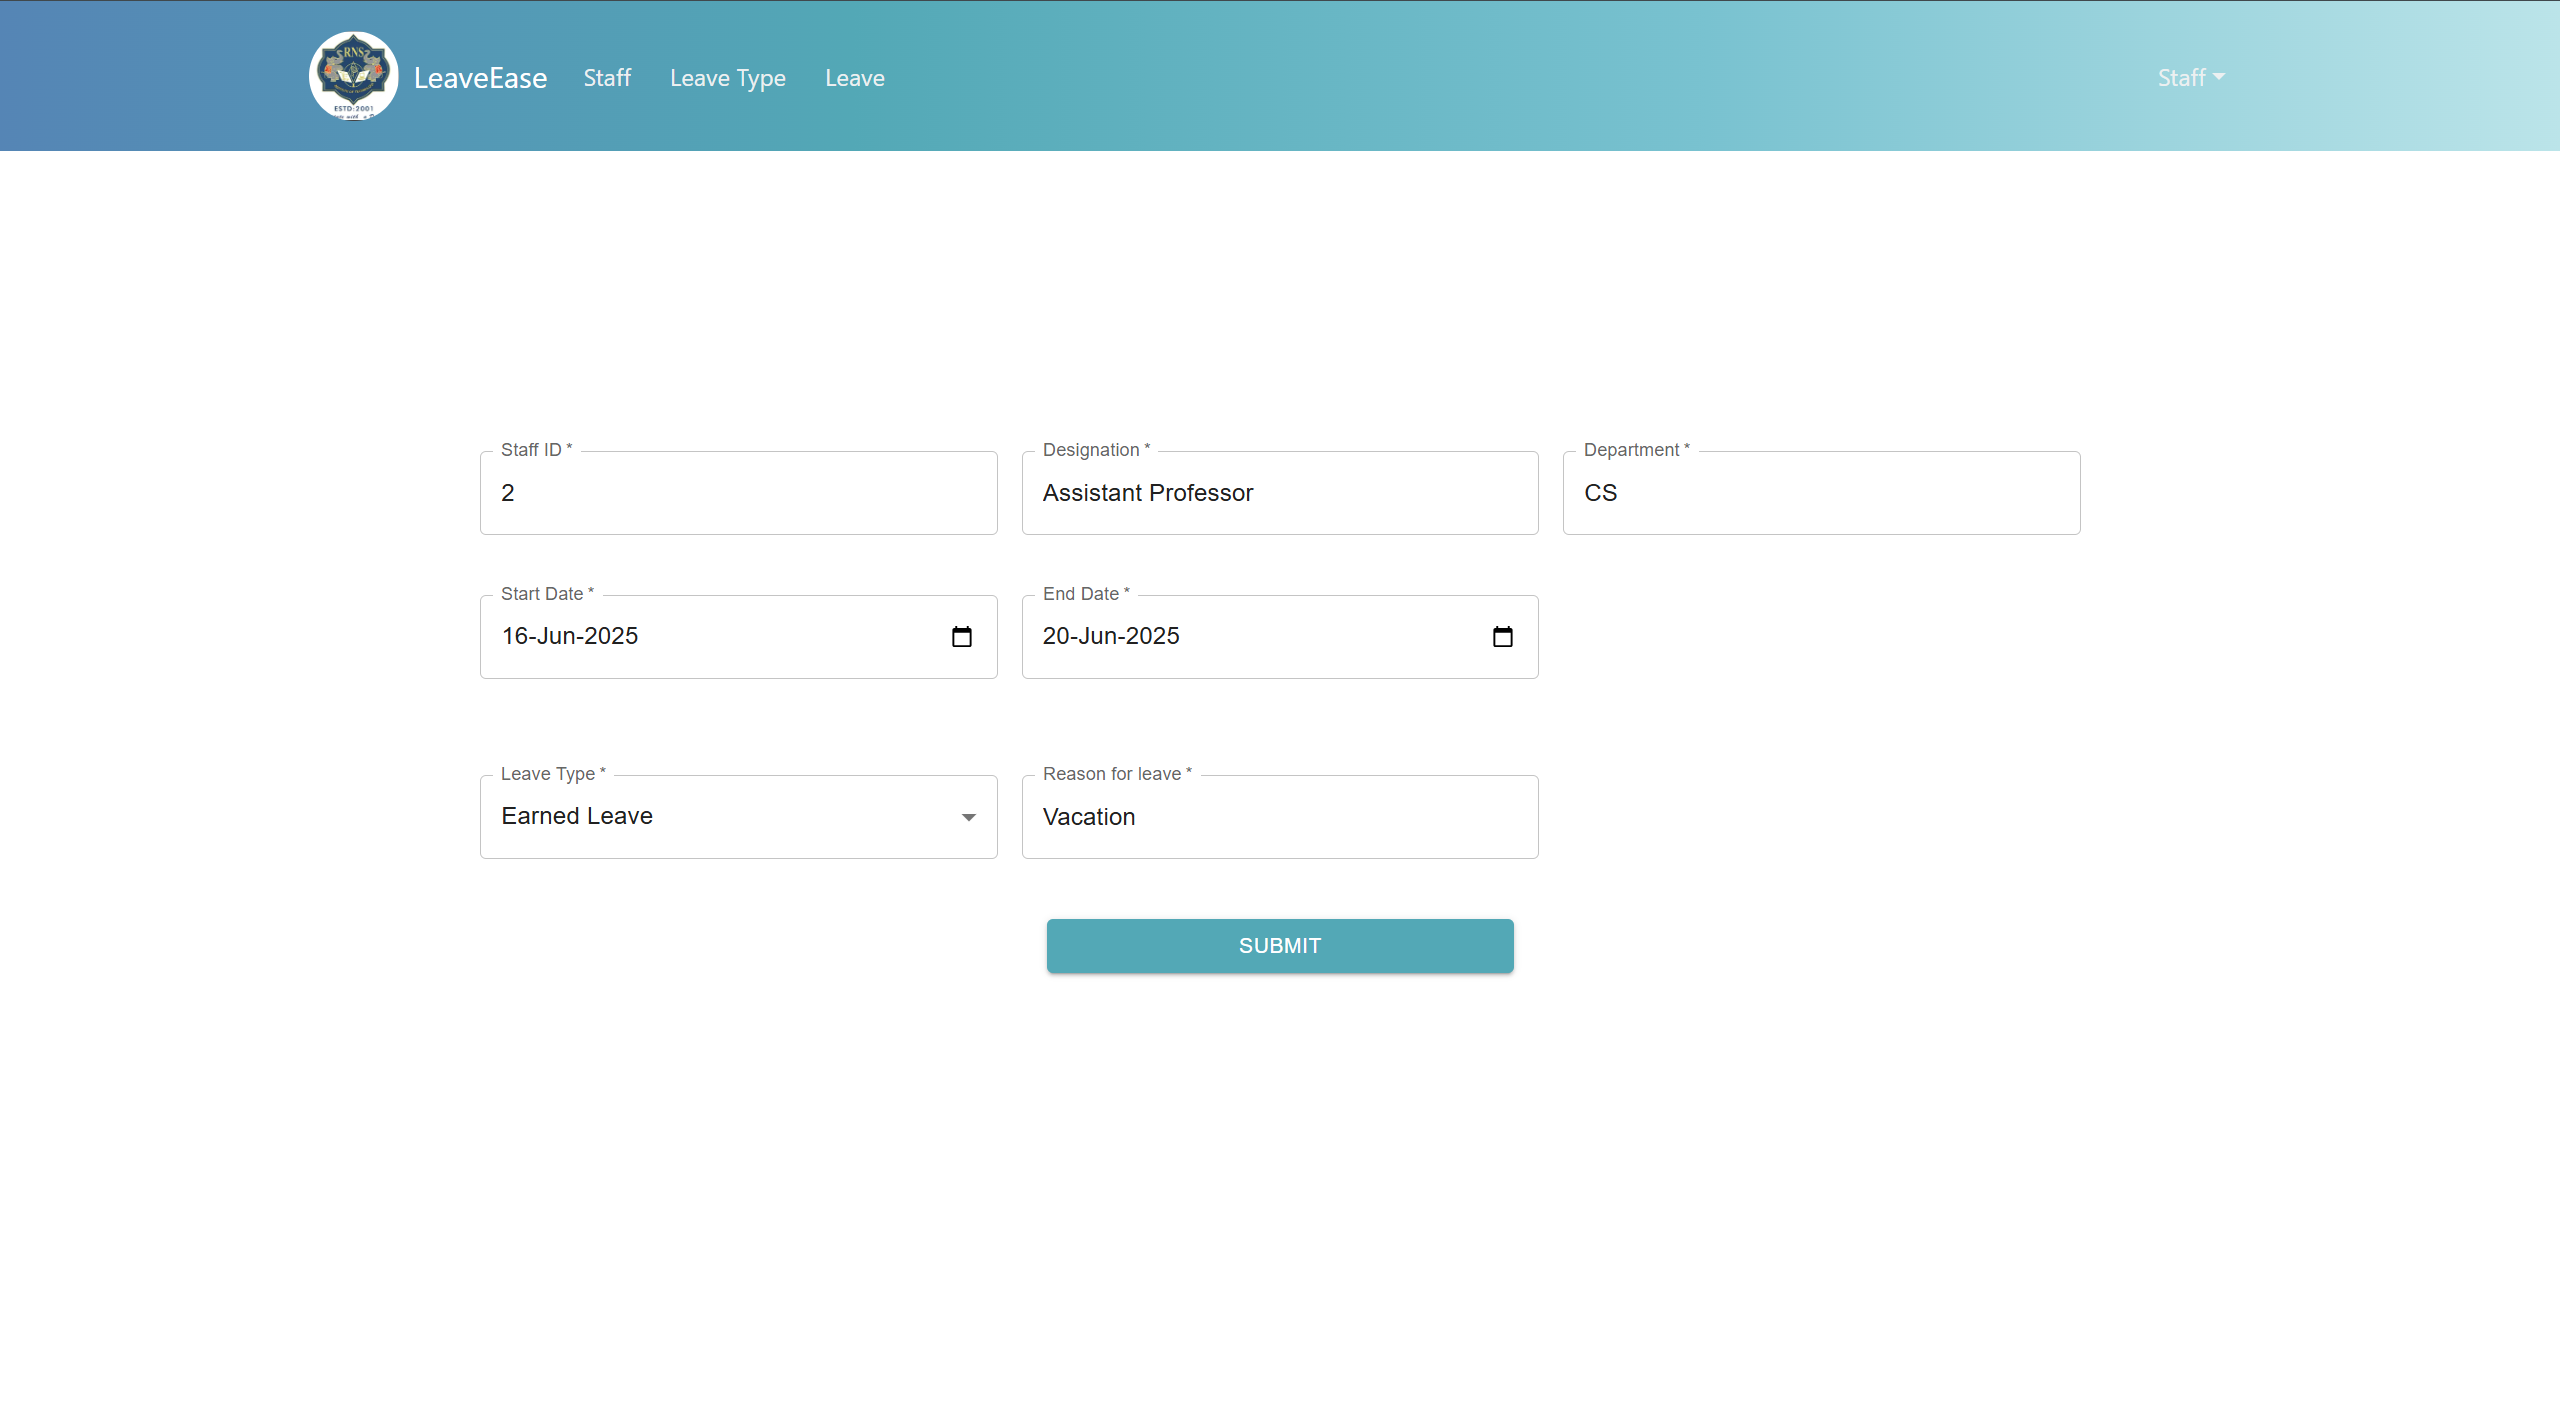 RNS
ESTD:2001
LeaveEase Staff Leave Type Leave Staff
Staff ID * Designation * Department *
2 Assistant Professor CS
Start Date * End Date *
16-Jun-2025 20-Jun-2025
Leave Type * Reason for leave *
Earned Leave Vacation
SUBMIT